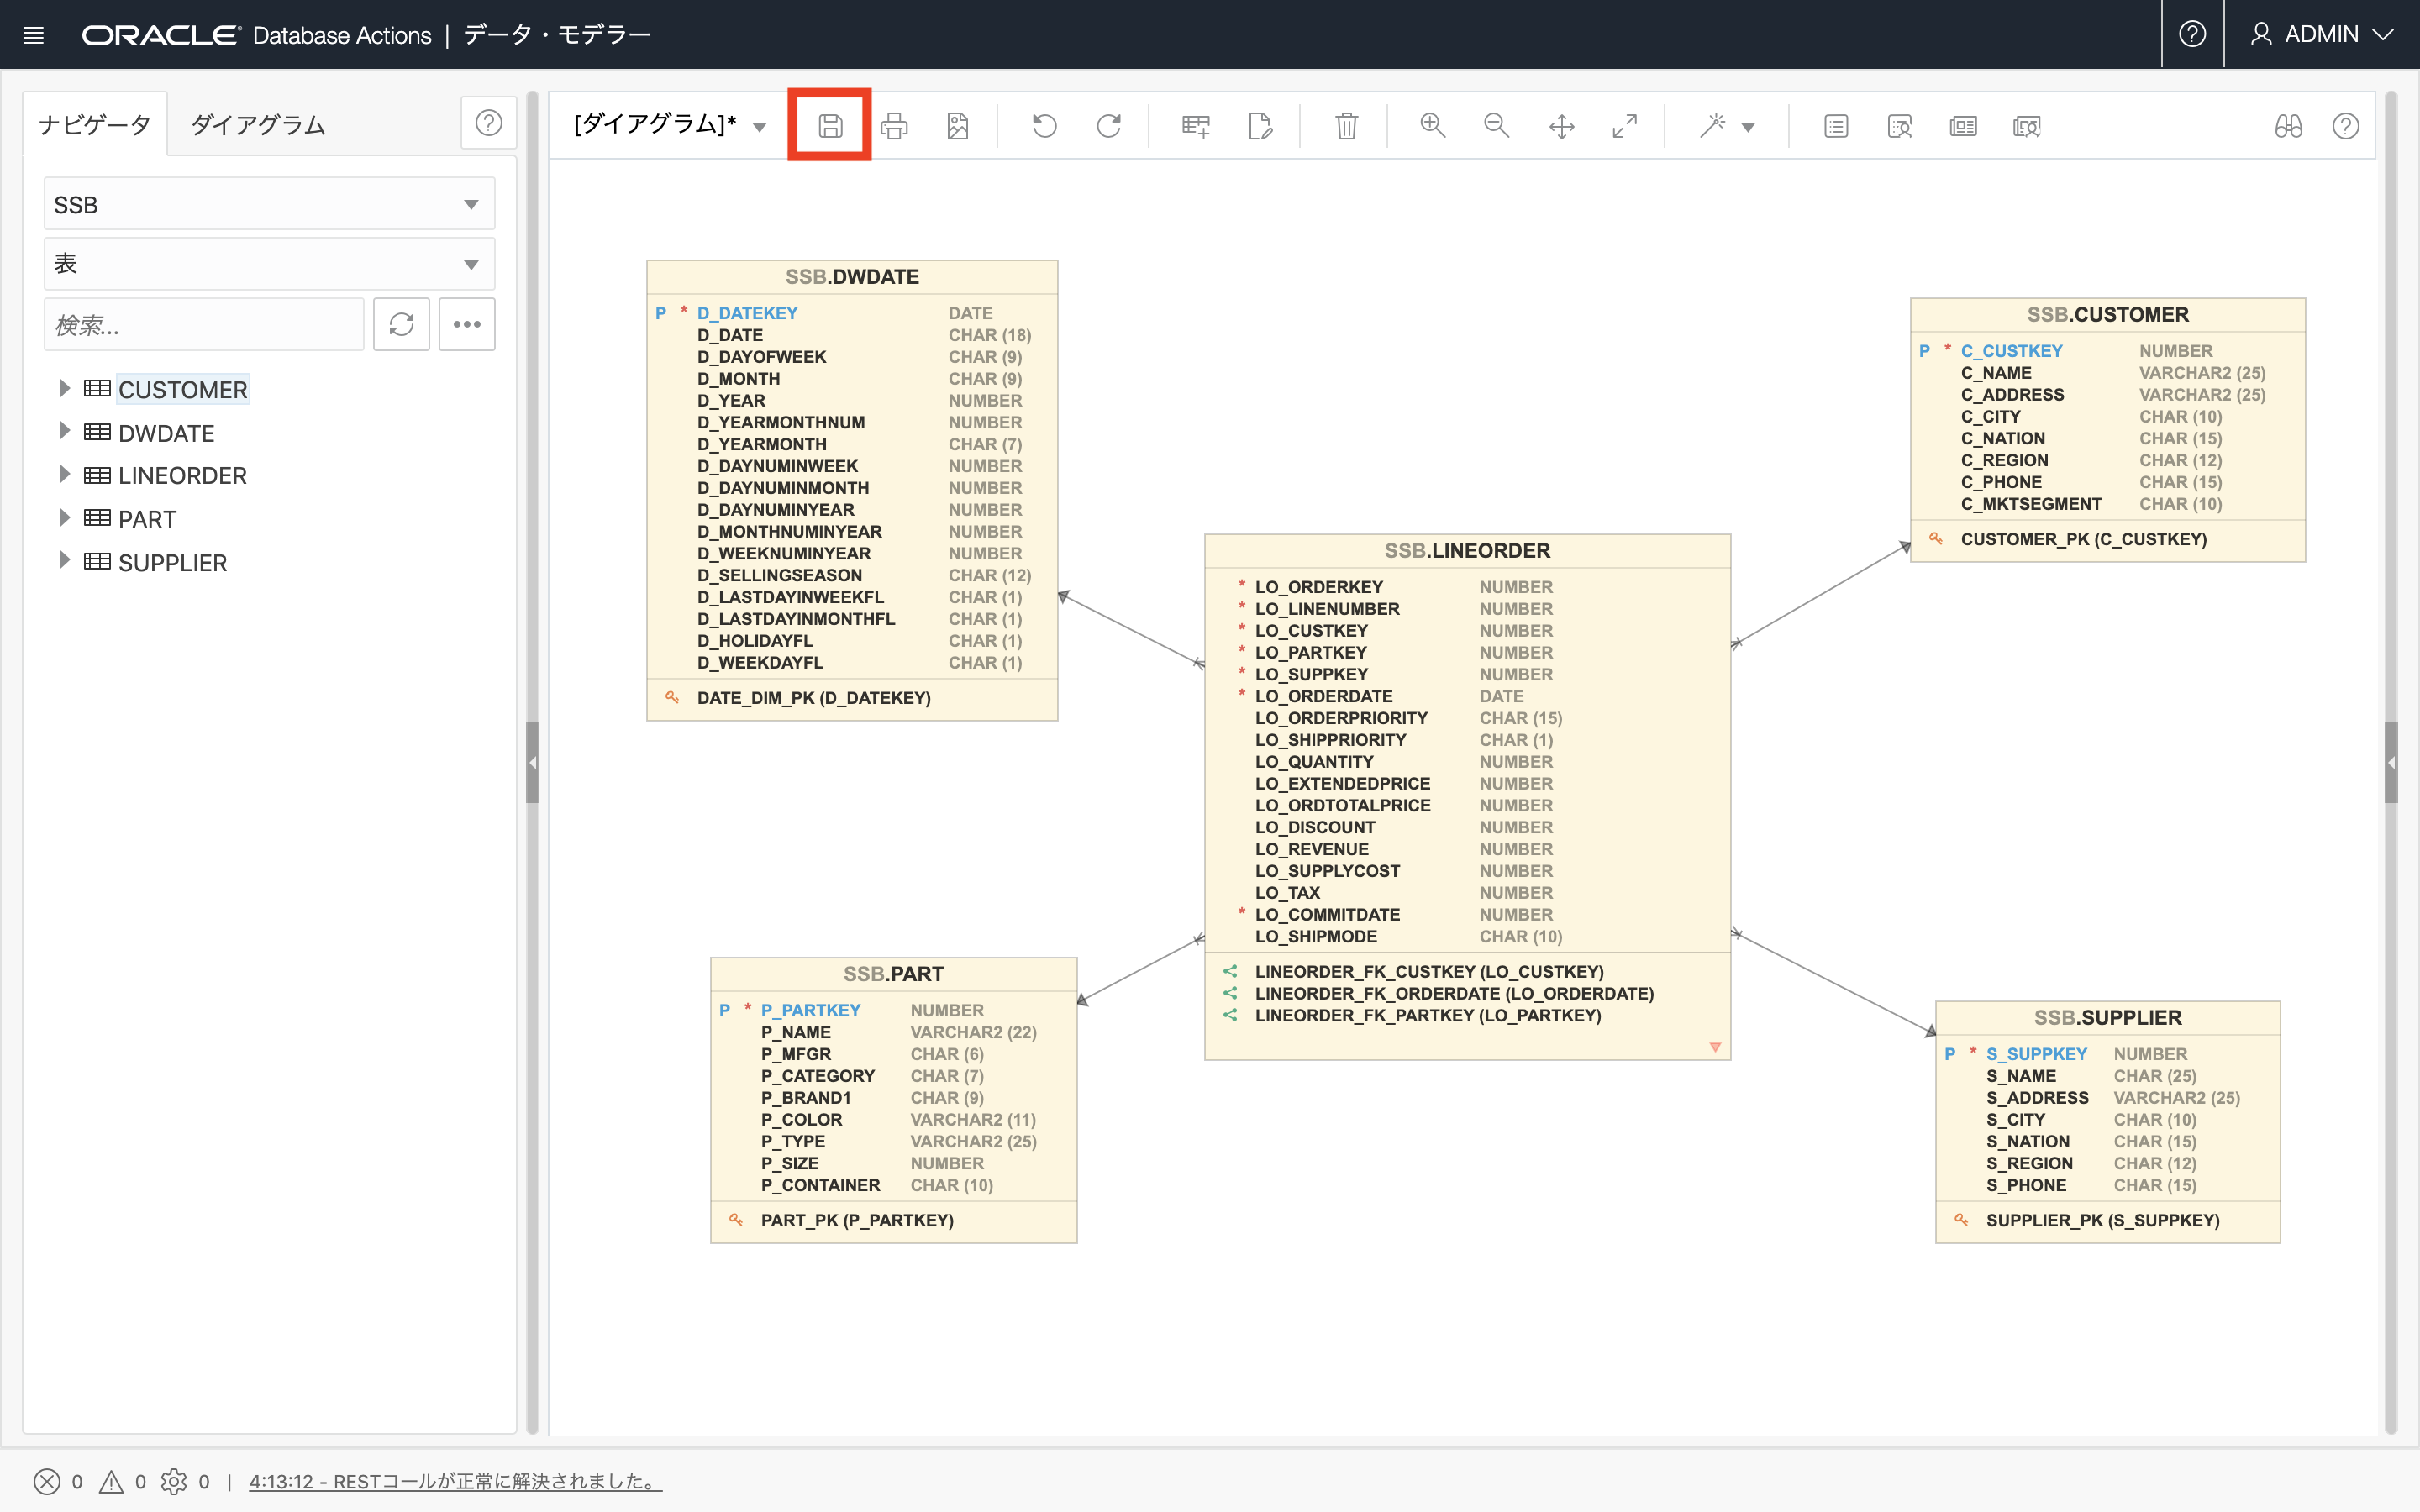 ORACLE Database Actions | データ・モデラー
ADMIN
ナビゲータ
ダイアグラム
SSB
表
検索...
CUSTOMER
DWDATE
LINEORDER
PART
SUPPLIER
[ダイアグラム]*
SSB.DWDATE
P * D_DATEKEY DATE
D_DATE CHAR (18)
D_DAYOFWEEK CHAR (9)
D_MONTH CHAR (9)
D_YEAR NUMBER
D_YEARMONTHNUM NUMBER
D_YEARMONTH CHAR (7)
D_DAYNUMINWEEK NUMBER
D_DAYNUMINMONTH NUMBER
D_DAYNUMINYEAR NUMBER
D_MONTHNUMINYEAR NUMBER
D_WEEKNUMINYEAR NUMBER
D_SELLINGSEASON CHAR (12)
D_LASTDAYINWEEKFL CHAR (1)
D_LASTDAYINMONTHFL CHAR (1)
D_HOLIDAYFL CHAR (1)
D_WEEKDAYFL CHAR (1)
DATE_DIM_PK (D_DATEKEY)
SSB.CUSTOMER
P * C_CUSTKEY NUMBER
C_NAME VARCHAR2 (25)
C_ADDRESS VARCHAR2 (25)
C_CITY CHAR (10)
C_NATION CHAR (15)
C_REGION CHAR (12)
C_PHONE CHAR (15)
C_MKTSEGMENT CHAR (10)
CUSTOMER_PK (C_CUSTKEY)
SSB.LINEORDER
* LO_ORDERKEY NUMBER
* LO_LINENUMBER NUMBER
* LO_CUSTKEY NUMBER
* LO_PARTKEY NUMBER
* LO_SUPPKEY NUMBER
* LO_ORDERDATE DATE
LO_ORDERPRIORITY CHAR (15)
LO_SHIPPRIORITY CHAR (1)
LO_QUANTITY NUMBER
LO_EXTENDEDPRICE NUMBER
LO_ORDTOTALPRICE NUMBER
LO_DISCOUNT NUMBER
LO_REVENUE NUMBER
LO_SUPPLYCOST NUMBER
LO_TAX NUMBER
* LO_COMMITDATE NUMBER
LO_SHIPMODE CHAR (10)
LINEORDER_FK_CUSTKEY (LO_CUSTKEY)
LINEORDER_FK_ORDERDATE (LO_ORDERDATE)
LINEORDER_FK_PARTKEY (LO_PARTKEY)
SSB.PART
P * P_PARTKEY NUMBER
P_NAME VARCHAR2 (22)
P_MFGR CHAR (6)
P_CATEGORY CHAR (7)
P_BRAND1 CHAR (9)
P_COLOR VARCHAR2 (11)
P_TYPE VARCHAR2 (25)
P_SIZE NUMBER
P_CONTAINER CHAR (10)
PART_PK (P_PARTKEY)
SSB.SUPPLIER
P * S_SUPPKEY NUMBER
S_NAME CHAR (25)
S_ADDRESS VARCHAR2 (25)
S_CITY CHAR (10)
S_NATION CHAR (15)
S_REGION CHAR (12)
S_PHONE CHAR (15)
SUPPLIER_PK (S_SUPPKEY)
0 0 0 | 4:13:12 - RESTコールが正常に解決されました。